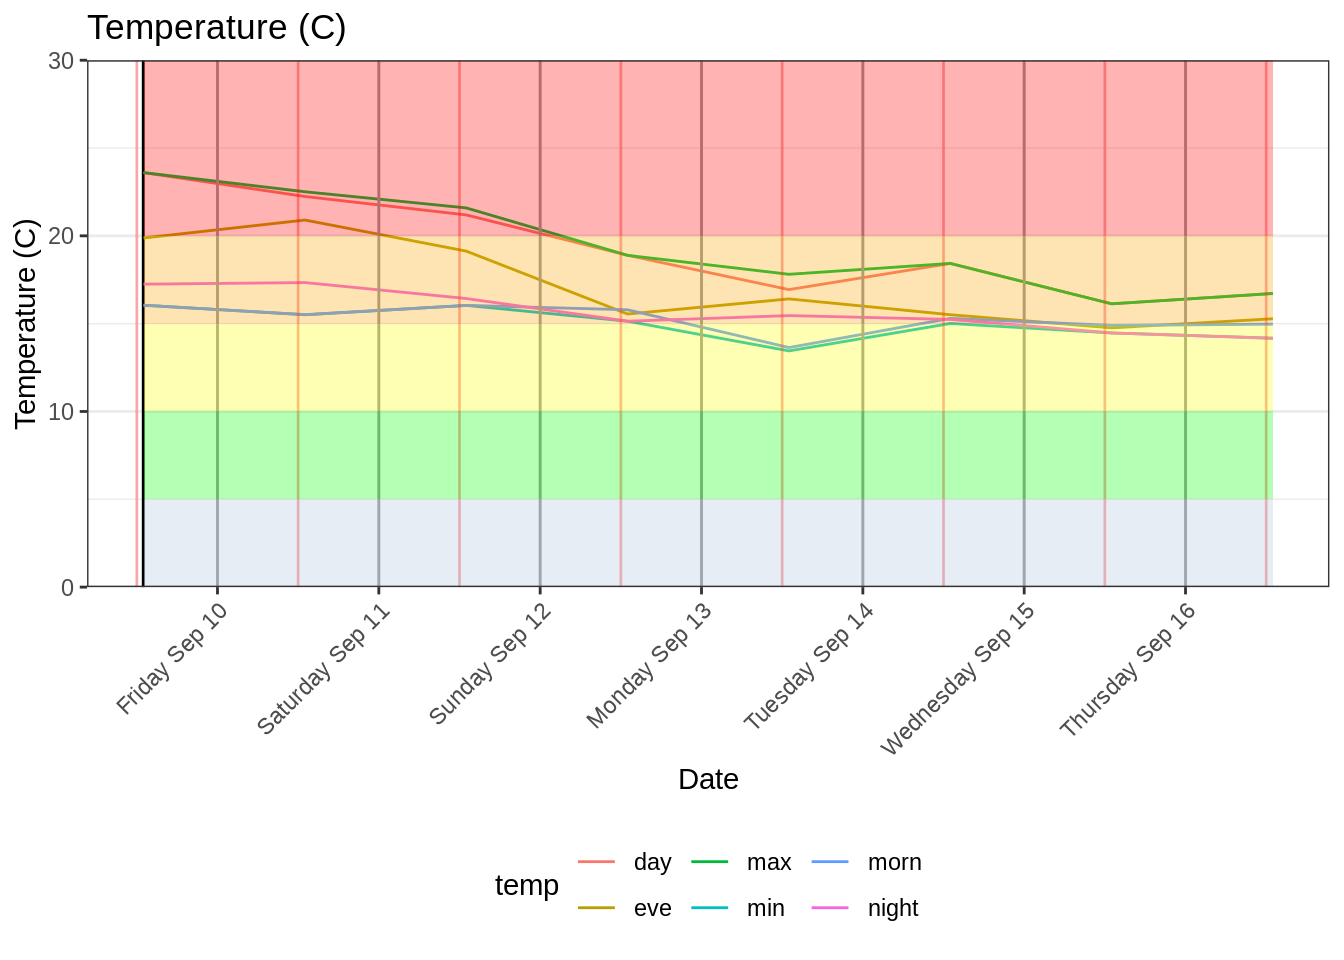 Temperature (C)
30
20
10
0
Temperature (C)
Friday Sep 10
Saturday Sep 11
Sunday Sep 12
Monday Sep 13
Tuesday Sep 14
Wednesday Sep 15
Thursday Sep 16
Date
temp
day
max
morn
eve
min
night